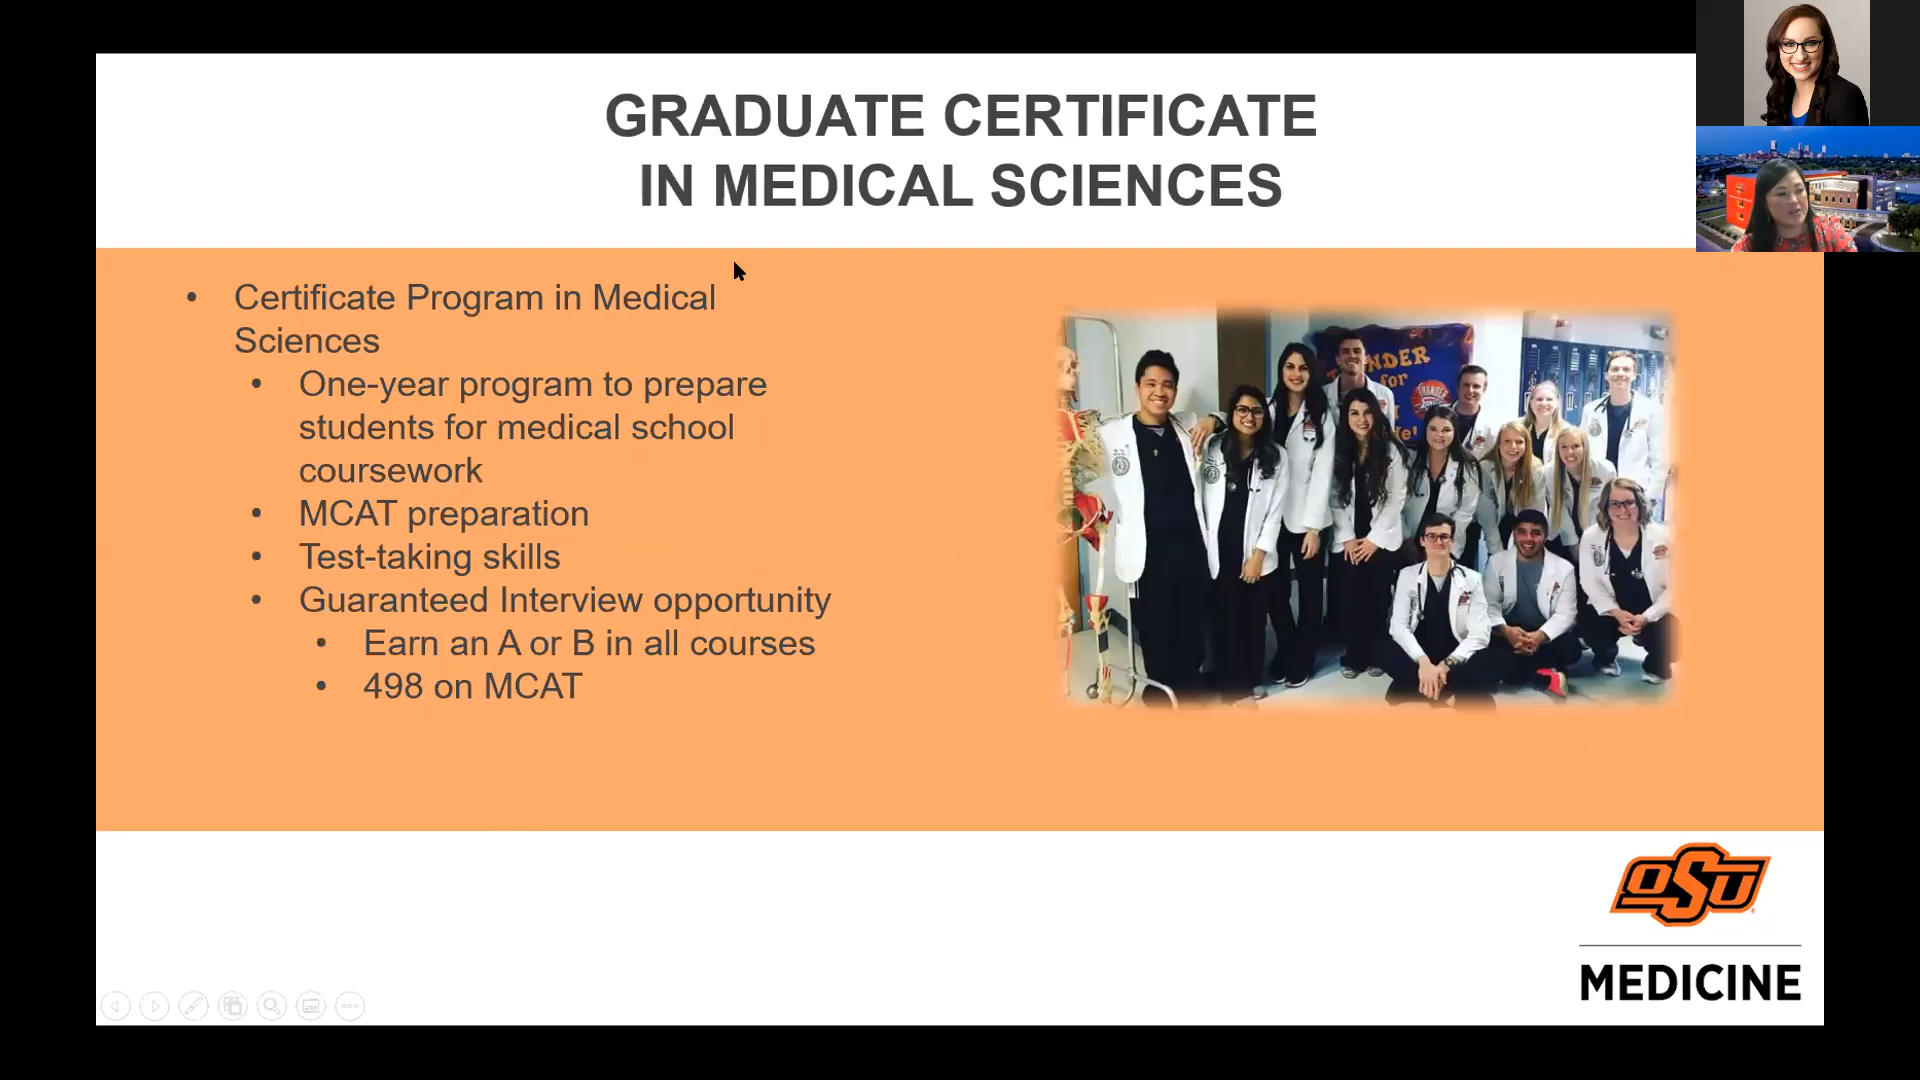 GRADUATE CERTIFICATE
IN MEDICAL SCIENCES
• Certificate Program in Medical
Sciences
• One-year program to prepare
students for medical school
coursework
• MCAT preparation
• Test-taking skills
• Guaranteed Interview opportunity
• Earn an A or B in all courses
• 498 on MCAT
for
THUNDER
OSU
MEDICINE